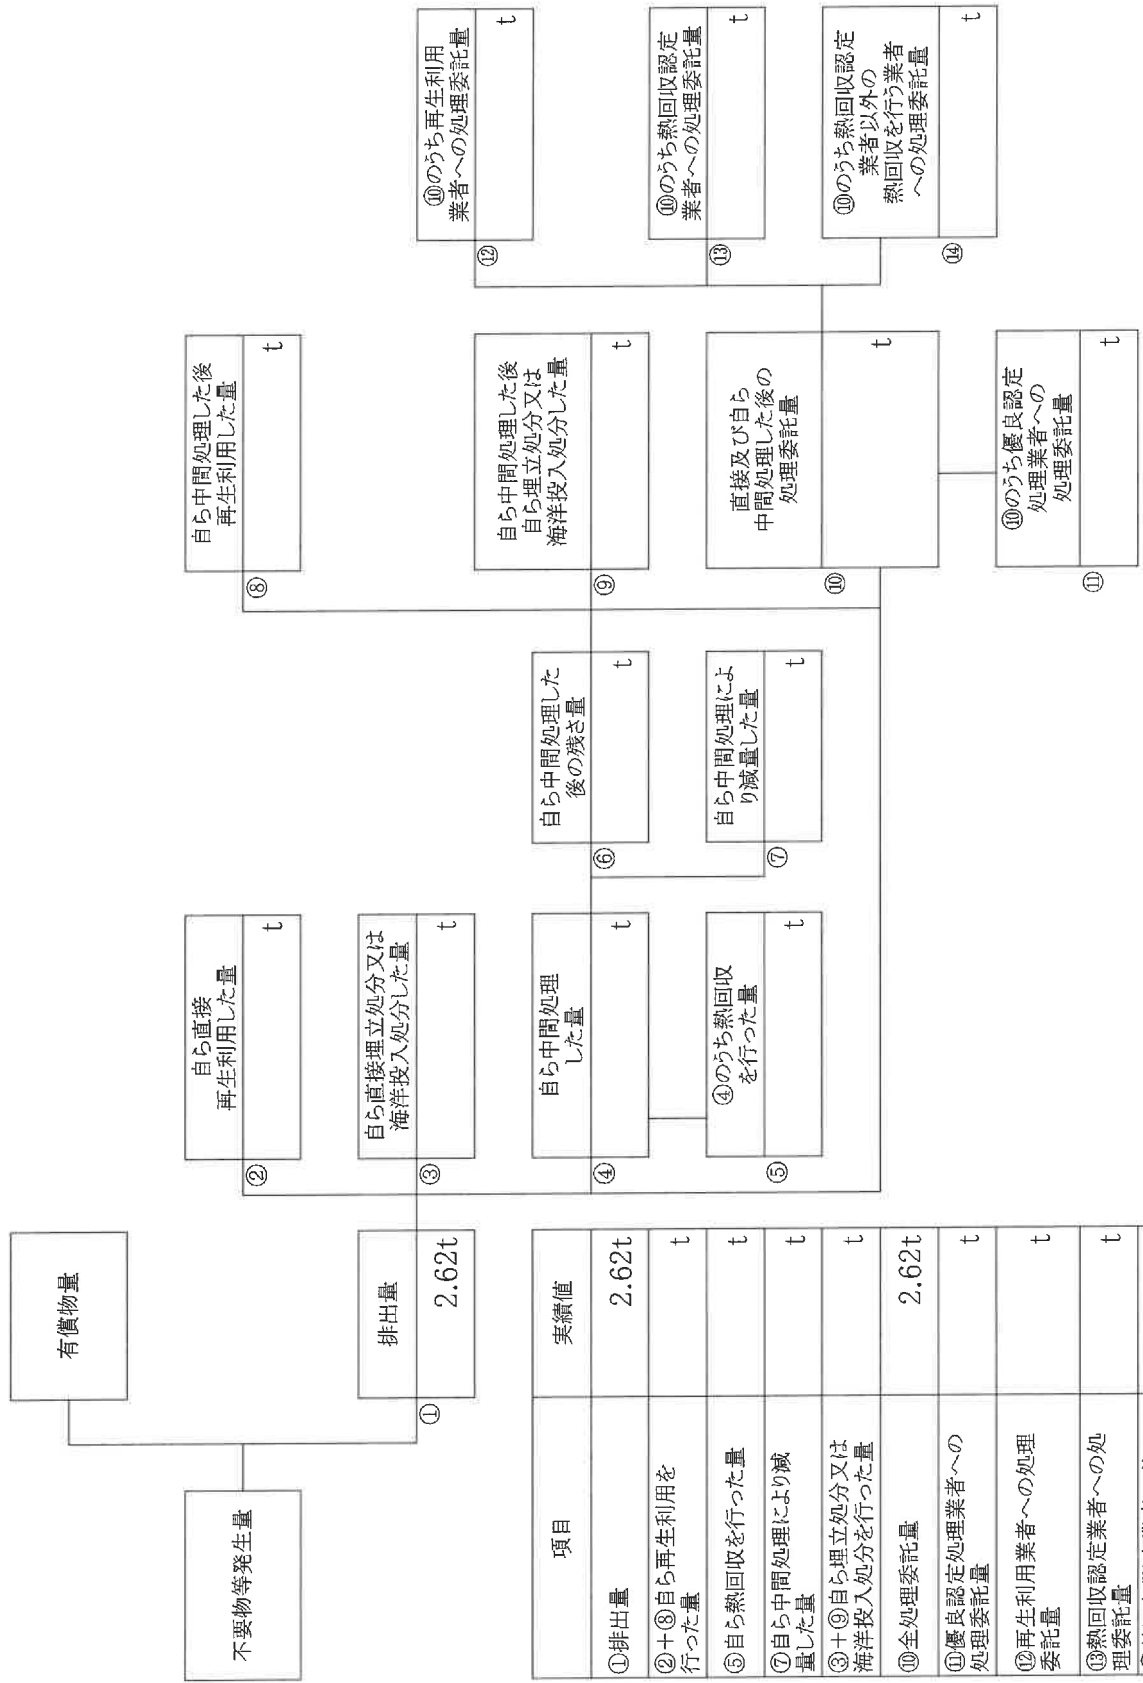 不要物等発生量
有償物量
排出量
①
2.62t
自ら直接
再生利用した量
②
t
自ら直接埋立処分又は
海洋投入処分した量
③
t
自ら中間処理
した量
④
t
④のうち熱回収
を行った量
⑤
t
自ら中間処理した
後の残さ量
⑥
t
自ら中間処理によ
り減量した量
⑦
t
自ら中間処理した後
再生利用した量
⑧
t
自ら中間処理した後
自ら埋立処分又は
海洋投入処分した量
⑨
t
直接及び自ら
中間処理した後の
処理委託量
⑩
t
⑩のうち優良認定
処理業者への
処理委託量
⑪
t
⑩のうち再生利用
業者への処理委託量
⑫
t
⑩のうち熱回収認定
業者への処理委託量
⑬
t
⑩のうち熱回収認定
業者以外の
熱回収を行う業者
への処理委託量
⑭
t
項目 実績値
①排出量 2.62t
②+⑧自ら再生利用を
行った量 t
⑤自ら熱回収を行った量 t
⑦自ら中間処理により減
量した量 t
③+⑨自ら埋立処分又は
海洋投入処分を行った量 t
⑩全処理委託量 2.62t
⑪優良認定処理業者への
処理委託量 t
⑫再生利用業者への処理
委託量 t
⑬熱回収認定業者への処
理委託量 t